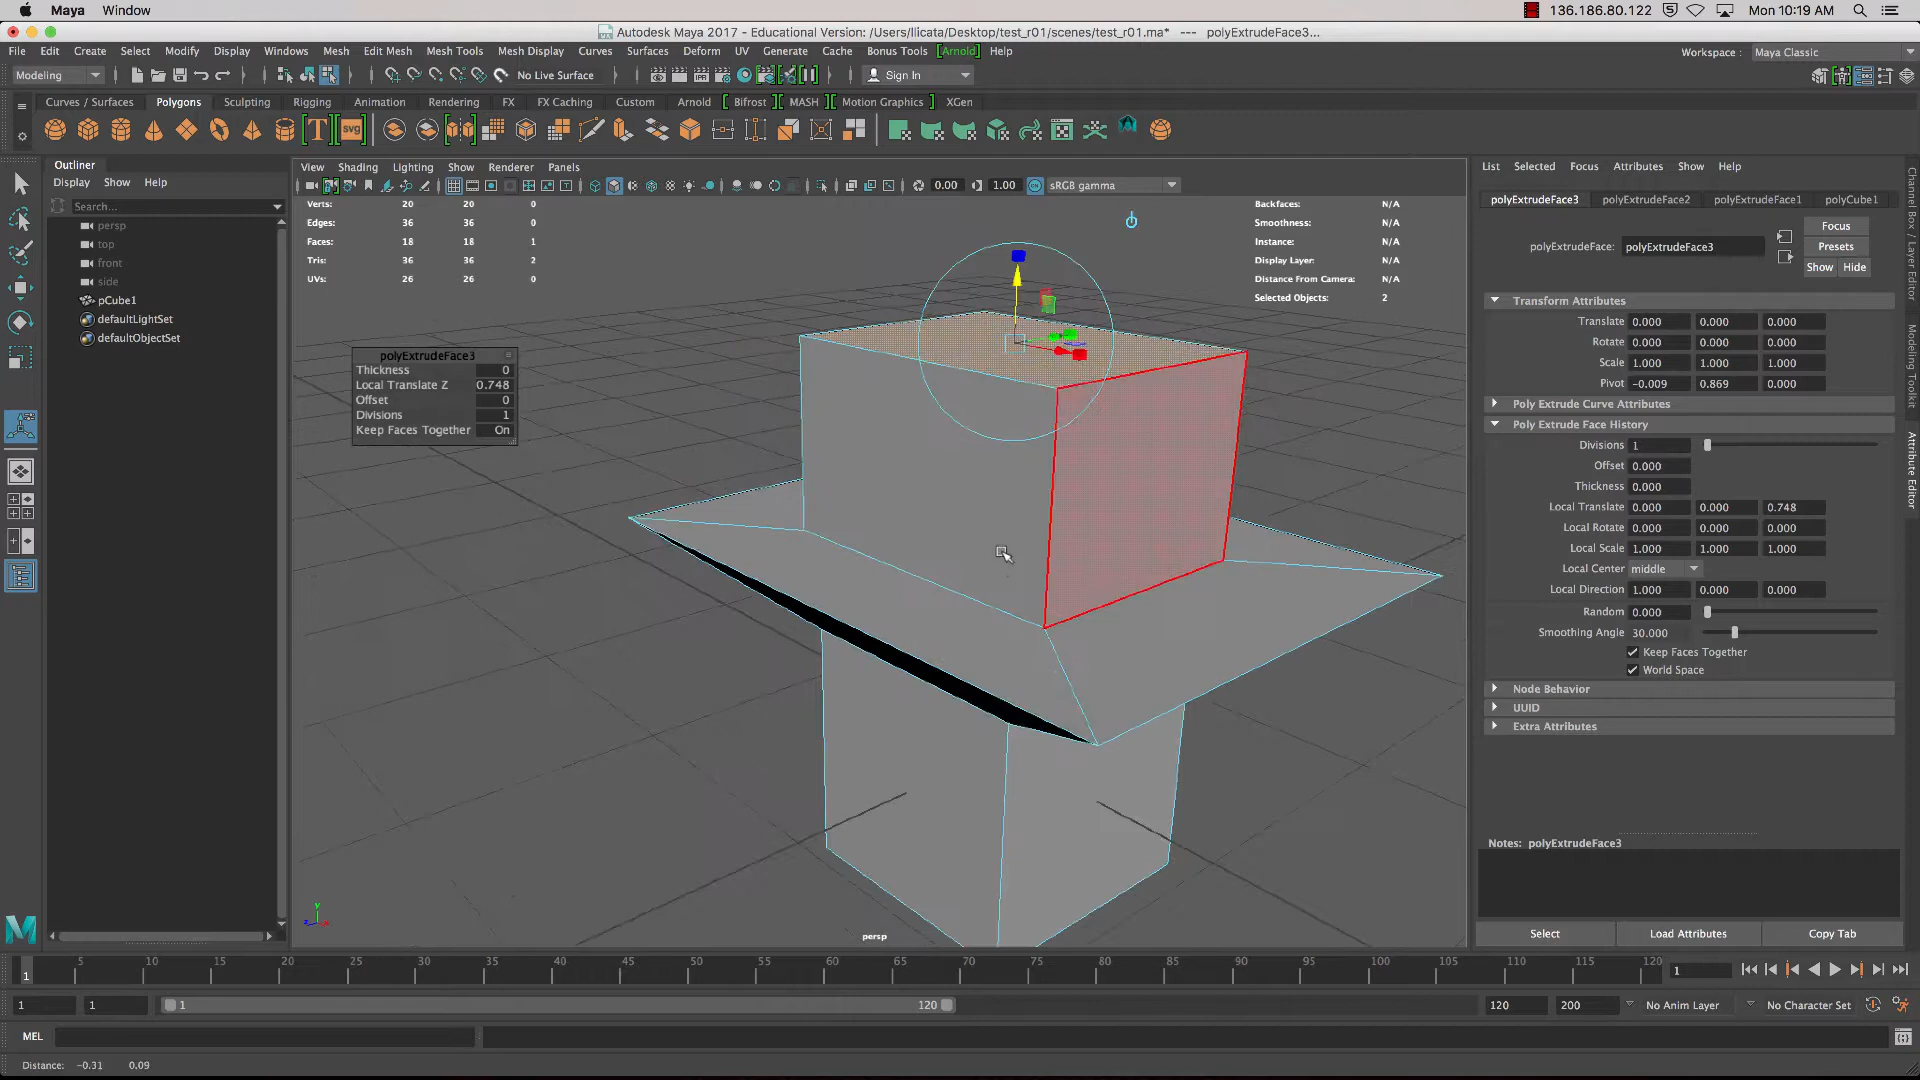 Maya Window 136.186.80.122 Mon 10:19 AM
Autodesk Maya 2017 - Educational Version: /Users/llicata/Desktop/test_r01/scenes/test_r01.ma* --- polyExtrudeFace3...
File Edit Create Select Modify Display Windows Mesh Edit Mesh Mesh Tools Mesh Display Curves Surfaces Deform UV Generate Cache Bonus Tools [Arnold] Help Workspace : Maya Classic
Modeling No Live Surface Sign In
Curves / Surfaces Polygons Sculpting Rigging Animation Rendering FX FX Caching Custom Arnold Bifrost MASH Motion Graphics XGen
T svg
Outliner
Display Show Help
Search...
persp
top
front
side
pCube1
defaultLightSet
defaultObjectSet
View Shading Lighting Show Renderer Panels
0.00 1.00 sRGB gamma
Verts: 20 20 0
Edges: 36 36 0
Faces: 18 18 1
Tris: 36 36 2
UVs: 26 26 0
Backfaces: N/A
Smoothness: N/A
Instance: N/A
Display Layer: N/A
Distance From Camera: N/A
Selected Objects: 2
polyExtrudeFace3
Thickness 0
Local Translate Z 0.748
Offset 0
Divisions 1
Keep Faces Together On
persp
List Selected Focus Attributes Show Help
polyExtrudeFace3 polyExtrudeFace2 polyExtrudeFace1 polyCube1
polyExtrudeFace: polyExtrudeFace3
Focus
Presets
Show Hide
Transform Attributes
Translate 0.000 0.000 0.000
Rotate 0.000 0.000 0.000
Scale 1.000 1.000 1.000
Pivot -0.009 0.869 0.000
Poly Extrude Curve Attributes
Poly Extrude Face History
Divisions 1
Offset 0.000
Thickness 0.000
Local Translate 0.000 0.000 0.748
Local Rotate 0.000 0.000 0.000
Local Scale 1.000 1.000 1.000
Local Center middle
Local Direction 1.000 0.000 0.000
Random 0.000
Smoothing Angle 30.000
Keep Faces Together
World Space
Node Behavior
UUID
Extra Attributes
Notes: polyExtrudeFace3
Select Load Attributes Copy Tab
Channel Box / Layer Editor
Modeling Toolkit
Attribute Editor
1 5 10 15 20 25 30 35 40 45 50 55 60 65 70 75 80 85 90 95 100 105 110 115 120 1
1 1 1 120 120 200 No Anim Layer No Character Set
MEL
Distance: -0.31 0.09